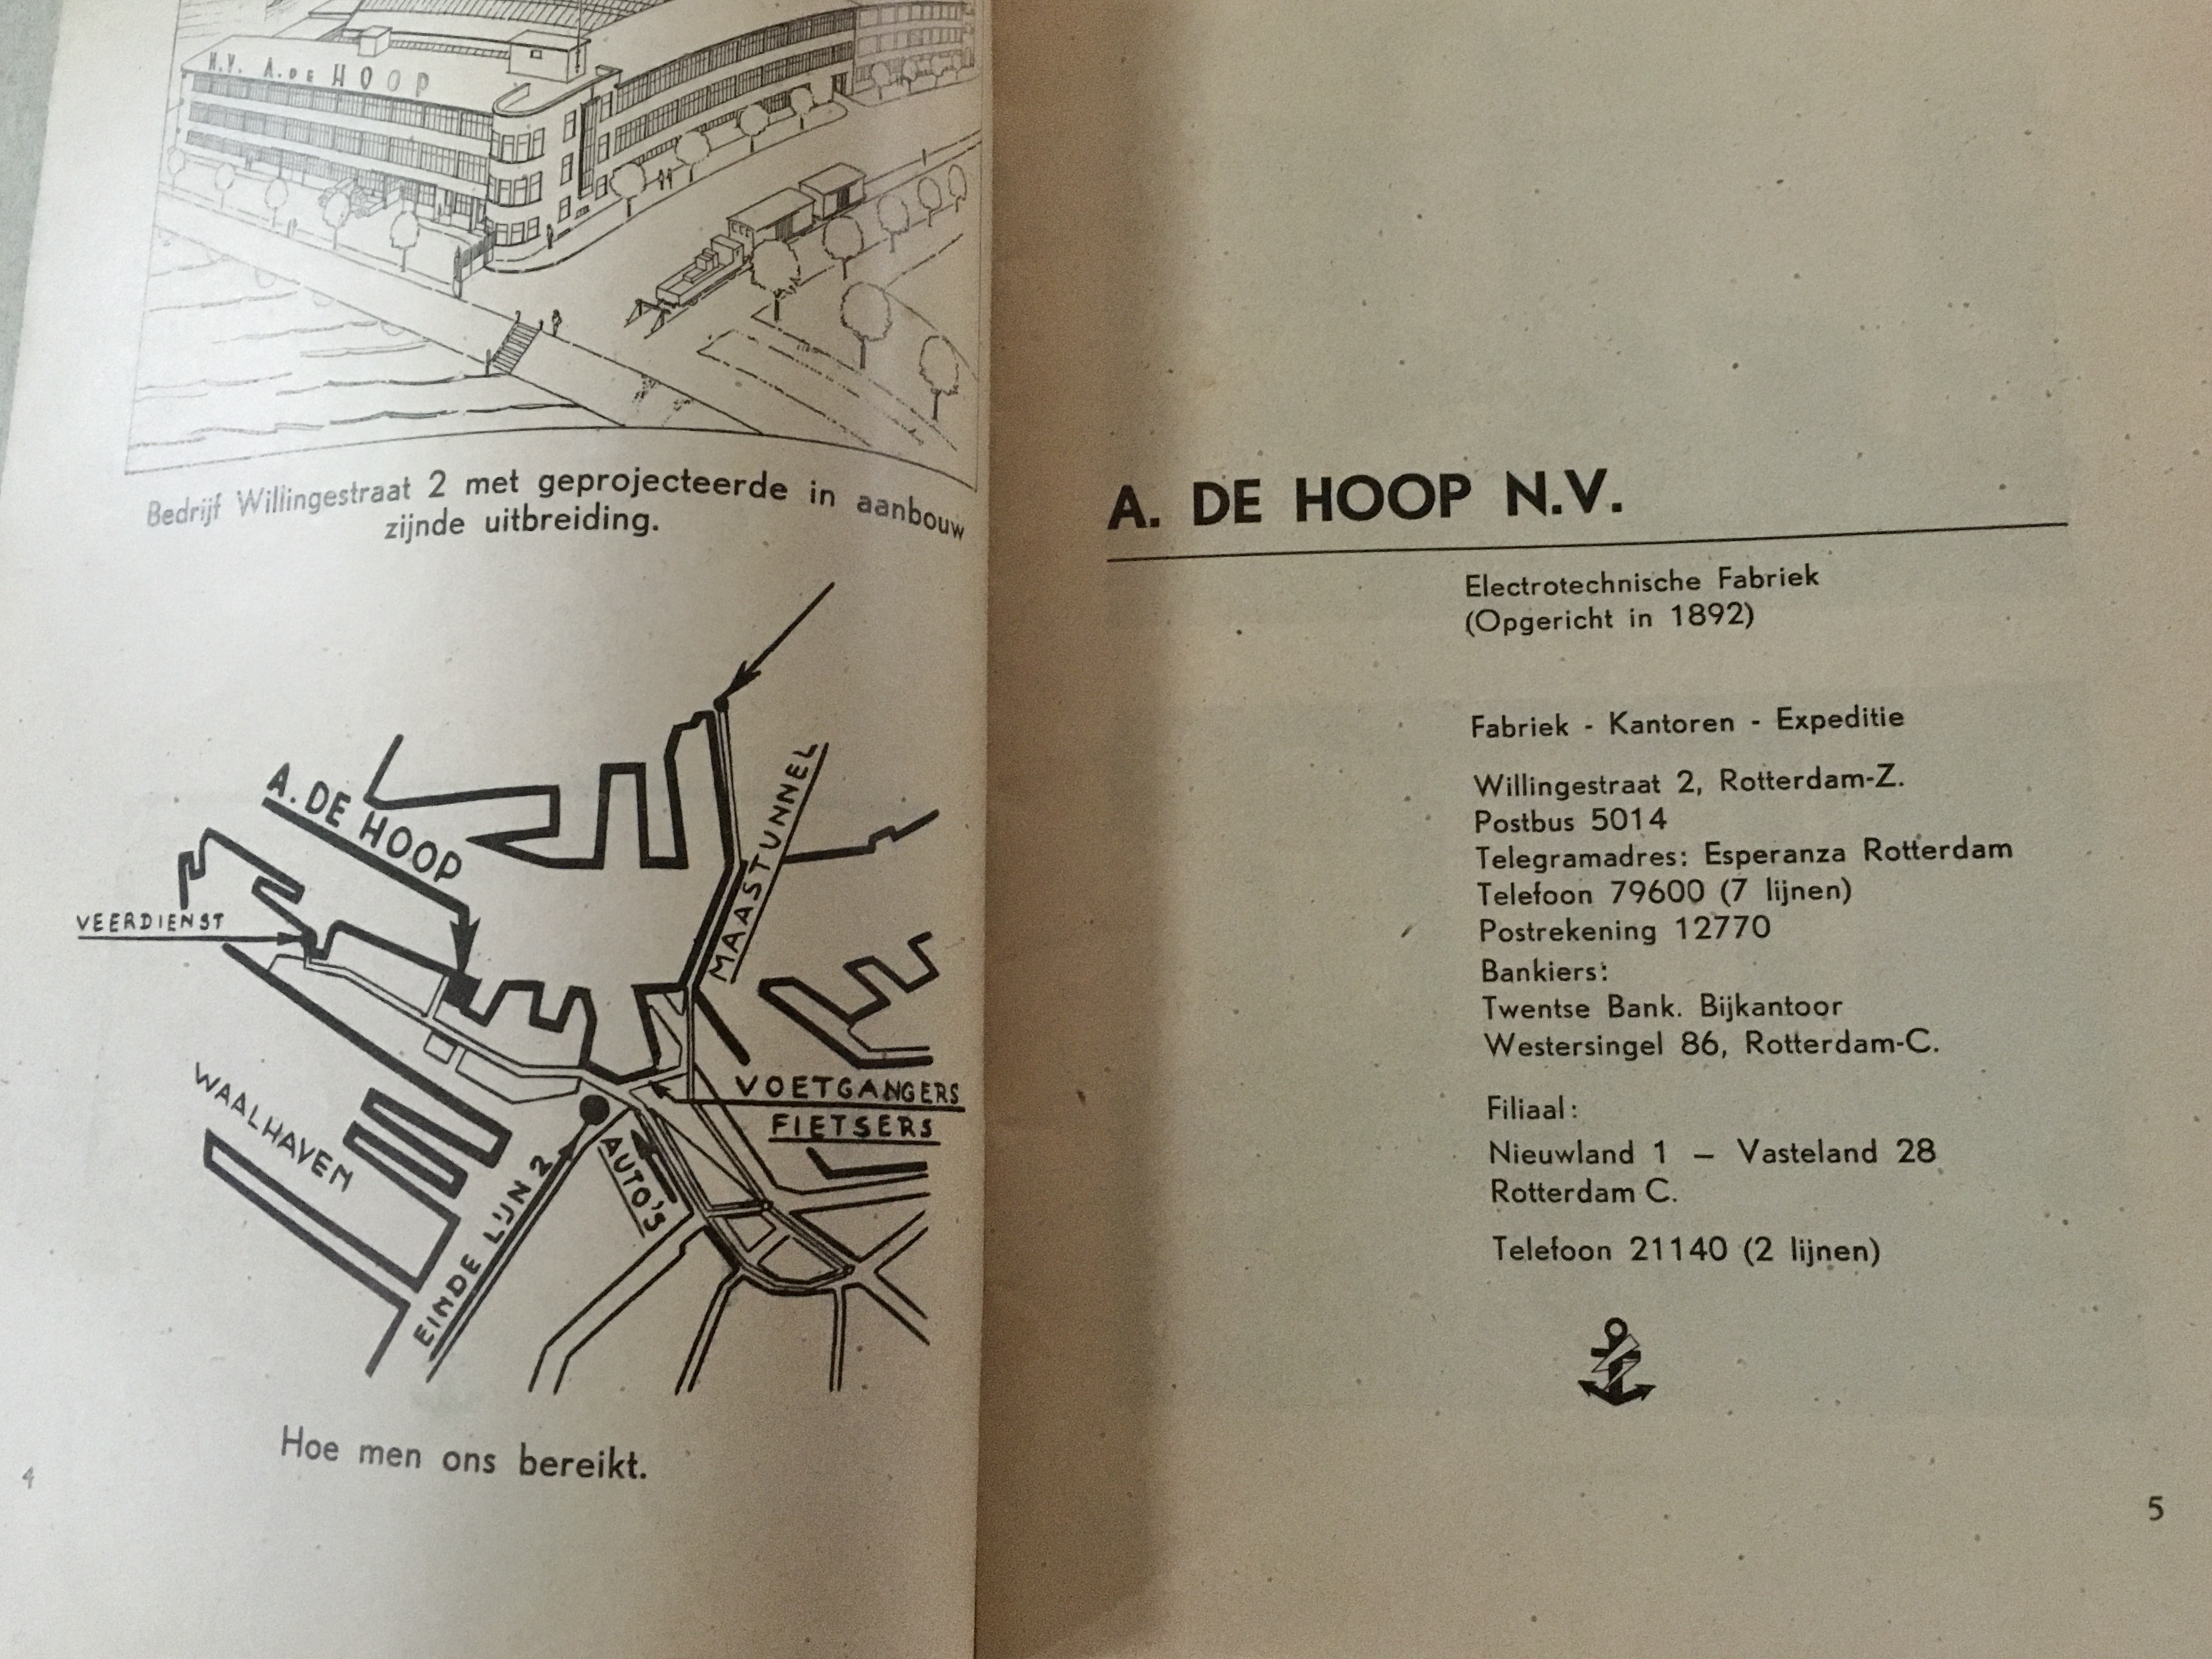 N.V. A. DE HOOP
Bedrijf Willingestraat 2 met geprojecteerde in aanbouw
zijnde uitbreiding.
A. DE HOOP
MAASTUNNEL
VEERDIENST
WAALHAVEN
VOETGANGERS
FIETSERS
AUTO'S
EINDE LIJN 2
Hoe men ons bereikt.
4
A. DE HOOP N.V.
Electrotechnische Fabriek
(Opgericht in 1892)
Fabriek - Kantoren - Expeditie
Willingestraat 2, Rotterdam-Z.
Postbus 5014
Telegramadres: Esperanza Rotterdam
Telefoon 79600 (7 lijnen)
Postrekening 12770
Bankiers:
Twentse Bank. Bijkantoor
Westersingel 86, Rotterdam-C.
Filiaal:
Nieuwland 1 – Vasteland 28
Rotterdam C.
Telefoon 21140 (2 lijnen)
5